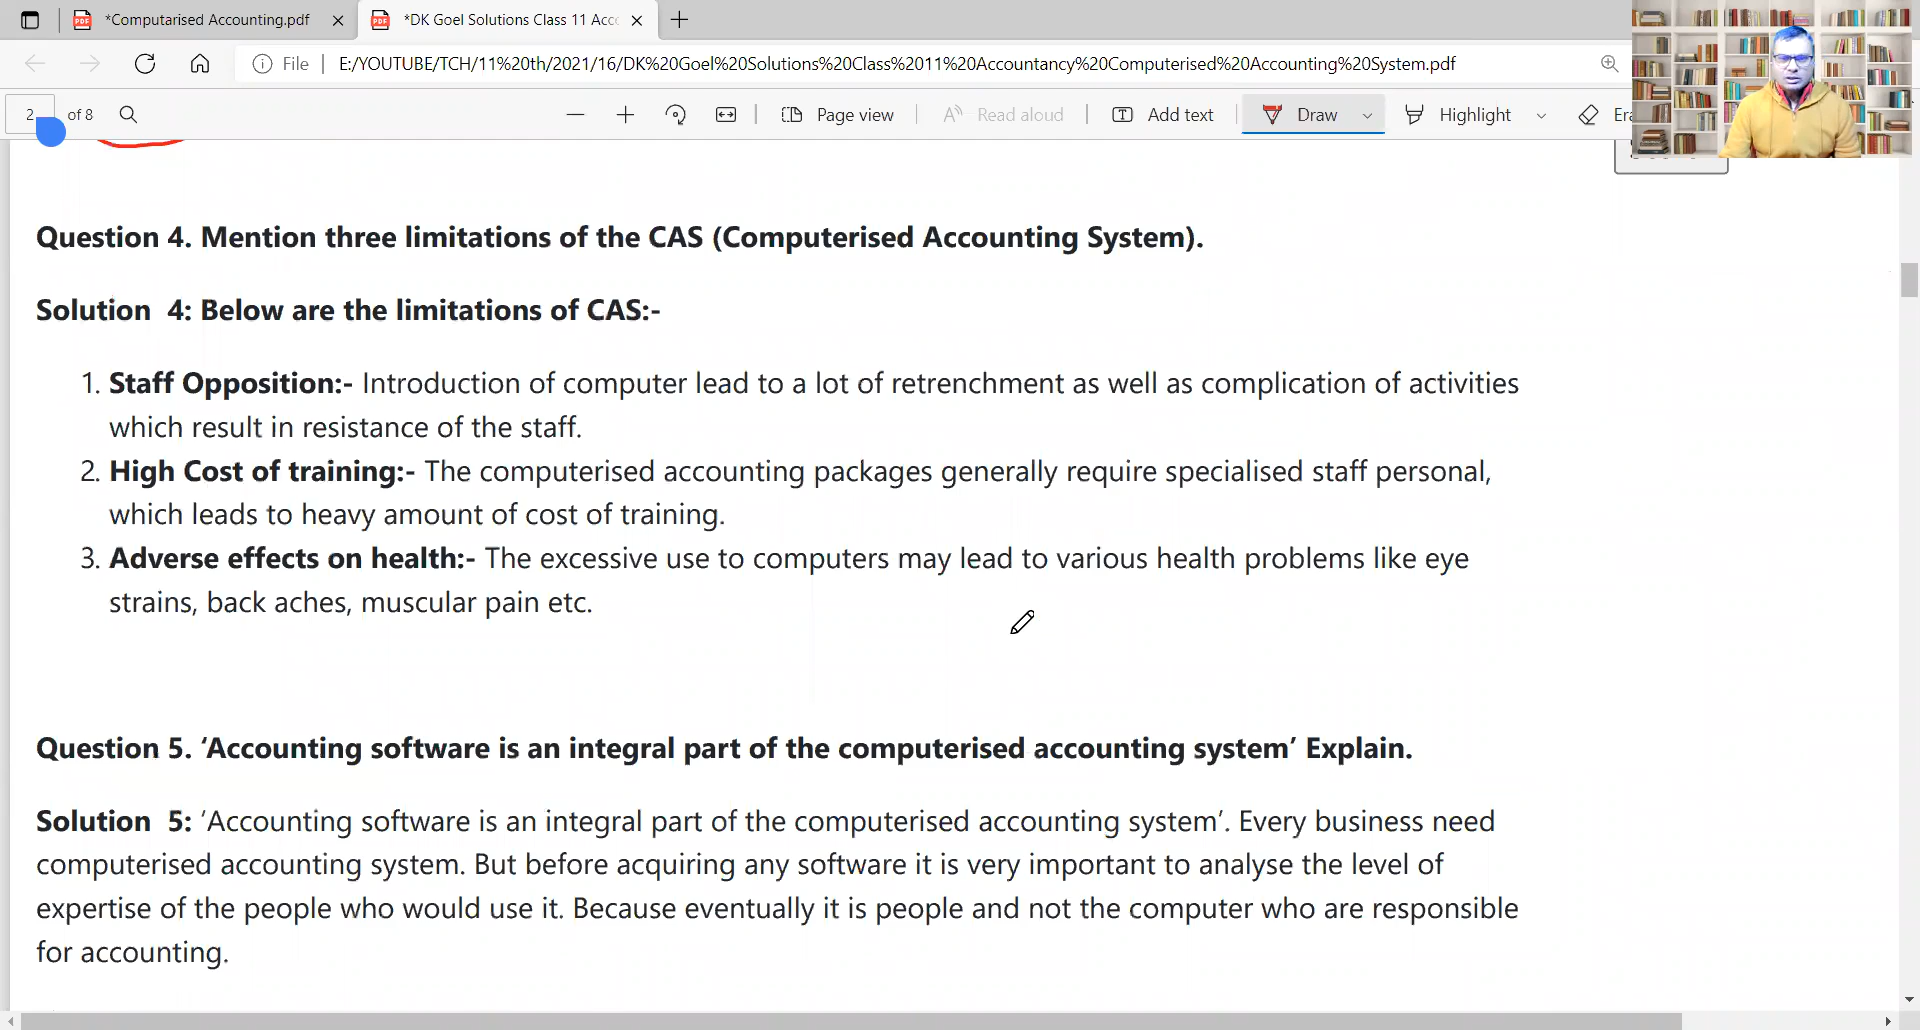 *Computarised Accounting.pdf
*DK Goel Solutions Class 11 Acc
File E:/YOUTUBE/TCH/11%20th/2021/16/DK%20Goel%20Solutions%20Class%2011%20Accountancy%20Computerised%20Accounting%20System.pdf
2 of 8 Page view Read aloud Add text Draw Highlight Era
Question 4. Mention three limitations of the CAS (Computerised Accounting System).
Solution 4: Below are the limitations of CAS:-
1. Staff Opposition:- Introduction of computer lead to a lot of retrenchment as well as complication of activities
which result in resistance of the staff.
2. High Cost of training:- The computerised accounting packages generally require specialised staff personal,
which leads to heavy amount of cost of training.
3. Adverse effects on health:- The excessive use to computers may lead to various health problems like eye
strains, back aches, muscular pain etc.
Question 5. ‘Accounting software is an integral part of the computerised accounting system’ Explain.
Solution 5: ‘Accounting software is an integral part of the computerised accounting system’. Every business need
computerised accounting system. But before acquiring any software it is very important to analyse the level of
expertise of the people who would use it. Because eventually it is people and not the computer who are responsible
for accounting.